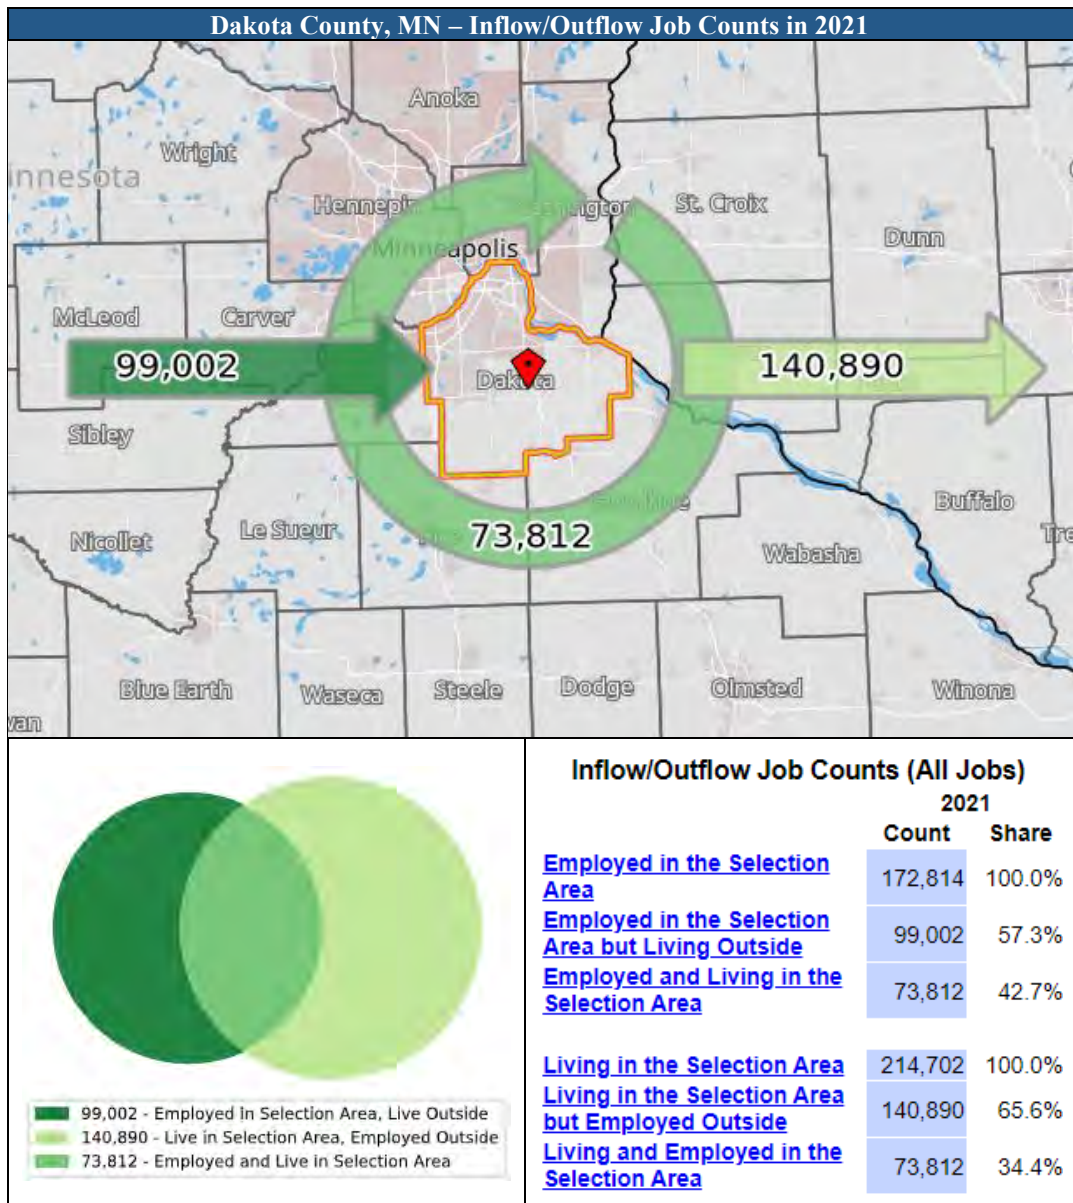 Dakota County, MN – Inflow/Outflow Job Counts in 2021
Anoka
Wright
nnesota
Hennepin
St. Croix
Dunn
Minneapolis
McLeod
Carver
99,002
140,890
Dakota
Sibley
Buffalo
Le Sueur
73,812
Nicollet
Wabasha
Tre
Blue Earth
Waseca
Steele
Dodge
Olmsted
Winona
wan
99,002 - Employed in Selection Area, Live Outside
140,890 - Live in Selection Area, Employed Outside
73,812 - Employed and Live in Selection Area
Inflow/Outflow Job Counts (All Jobs)
2021
Count Share
Employed in the Selection
Area 172,814 100.0%
Employed in the Selection
Area but Living Outside 99,002 57.3%
Employed and Living in the
Selection Area 73,812 42.7%
Living in the Selection Area 214,702 100.0%
Living in the Selection Area
but Employed Outside 140,890 65.6%
Living and Employed in the
Selection Area 73,812 34.4%